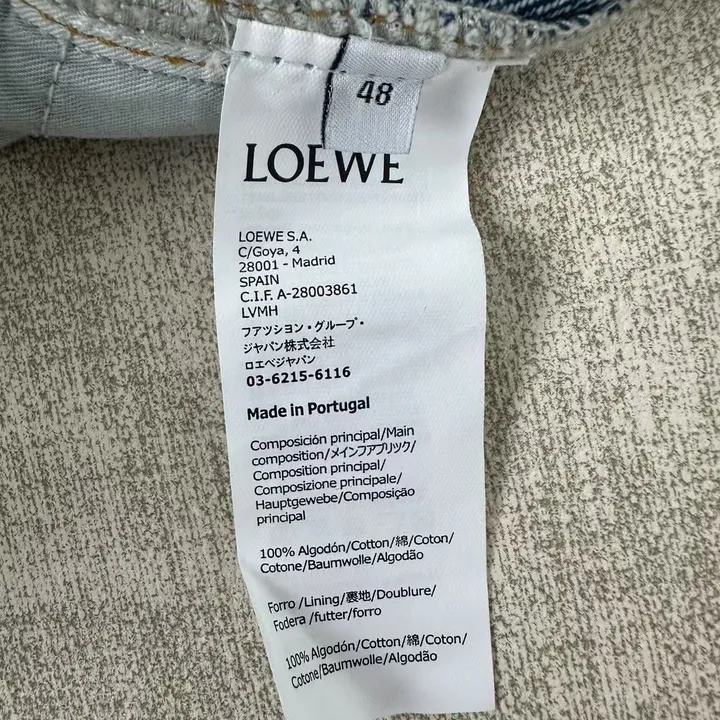 48
LOEWE
LOEWE S.A.
C/Goya, 4
28001 - Madrid
SPAIN
C.I.F. A-28003861
LVMH
ファッション・グループ・
ジャパン株式会社
ロエベジャパン
03-6215-6116
Made in Portugal
Composición principal/Main
composition/メインファブリック/
Composition principal/
Composizione principale/
Hauptgewebe/Composição
principal
100% Algodón/Cotton/綿/Coton/
Cotone/Baumwolle/Algodão
Forro /Lining/裏地/Doublure/
Fodera /futter/forro
100% Algodón/Cotton/綿/Coton/
Cotone/Baumwolle/Algodão